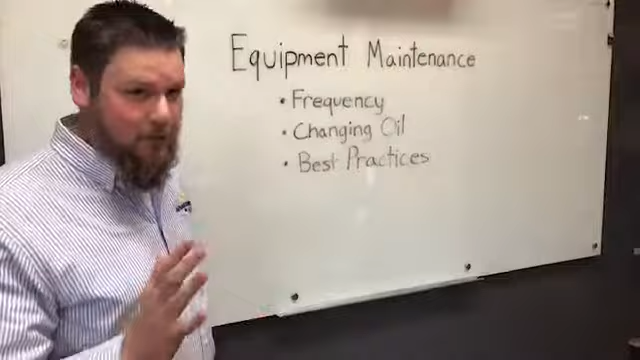 Equipment Maintenance
• Frequency
• Changing Oil
• Best Practices